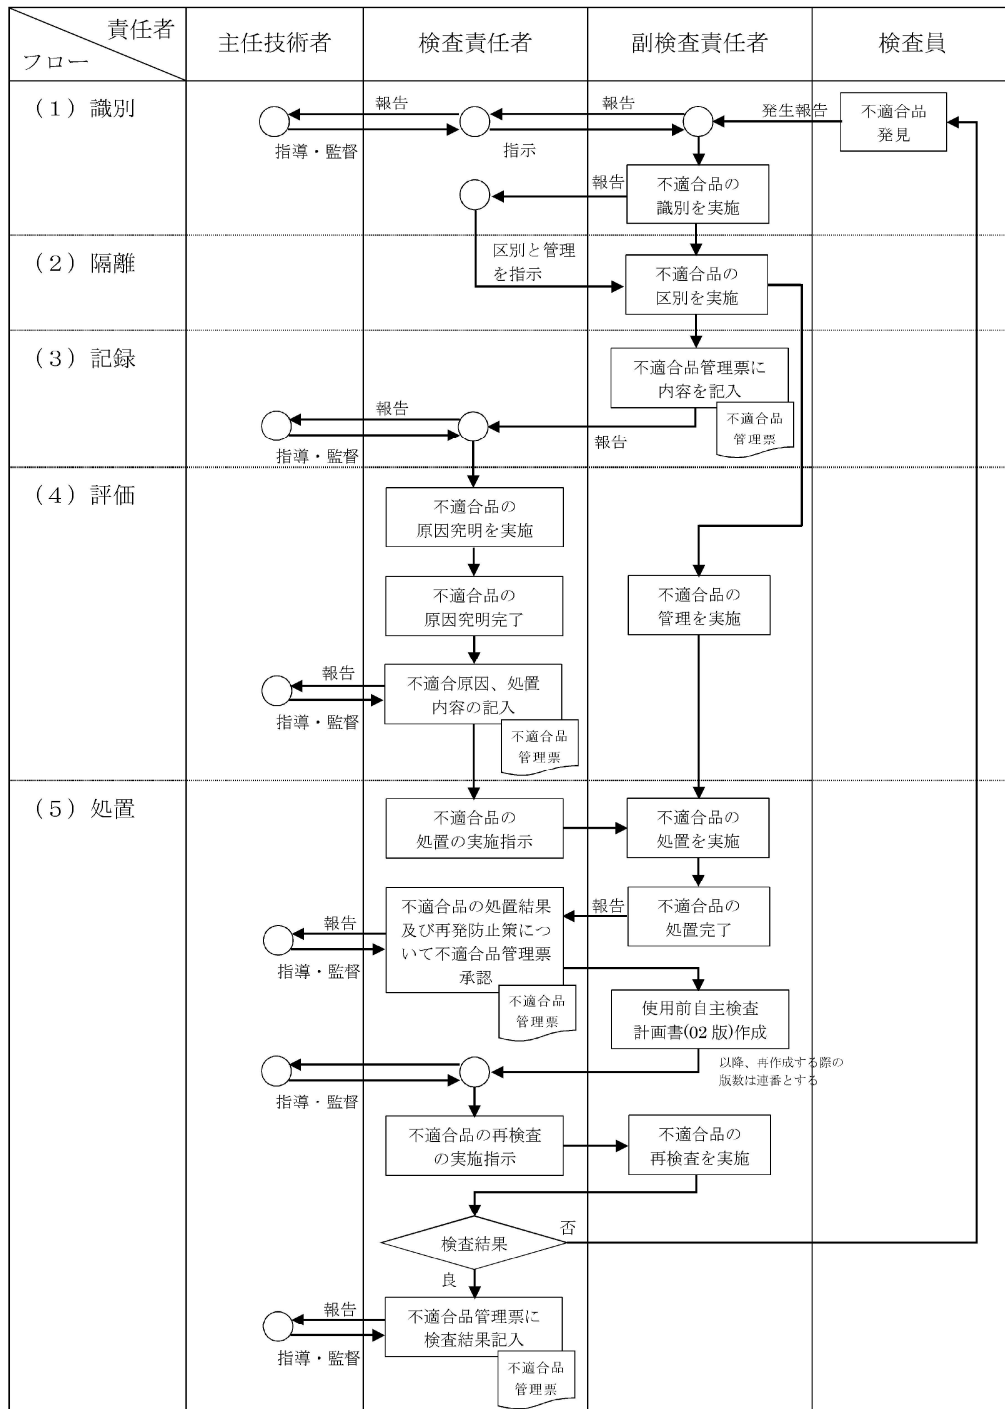 責任者
フロー
主任技術者
検査責任者
副検査責任者
検査員
(1)識別
報告
報告
発生報告
不適合品
発見
指導・監督
指示
報告
不適合品の
識別を実施
(2)隔離
区別と管理
を指示
不適合品の
区別を実施
(3)記録
不適合品管理票に
内容を記入
不適合品
管理票
報告
報告
指導・監督
(4)評価
不適合品の
原因究明を実施
不適合品の
原因究明完了
不適合品の
管理を実施
報告
不適合原因、処置
内容の記入
指導・監督
不適合品
管理票
(5)処置
不適合品の
処置の実施指示
不適合品の
処置を実施
報告
不適合品の処置結果
及び再発防止策につ
いて不適合品管理票
承認
報告
不適合品の
処置完了
指導・監督
不適合品
管理票
使用前自主検査
計画書(02 版)作成
以降、再作成する際の
版数は連番とする
指導・監督
不適合品の再検査
の実施指示
不適合品の
再検査を実施
検査結果
否
良
報告
不適合品管理票に
検査結果記入
指導・監督
不適合品
管理票